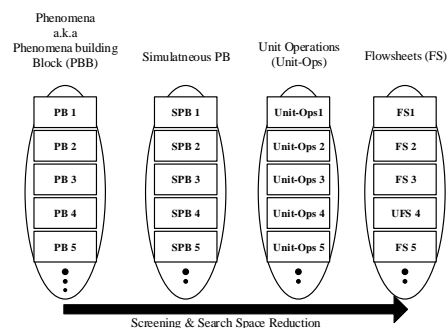 Phenomena
a.k.a
Phenomena building
Block (PBB)
Simulatneous PB
Unit Operations
(Unit-Ops)
Flowsheets (FS)
PB 1
PB 2
PB 3
PB 4
PB 5
SPB 1
SPB 2
SPB 3
SPB 4
SPB 5
Unit-Ops1
Unit-Ops 2
Unit-Ops 3
Unit-Ops 4
Unit-Ops 5
FS1
FS 2
FS 3
UFS 4
FS 5
Screening & Search Space Reduction